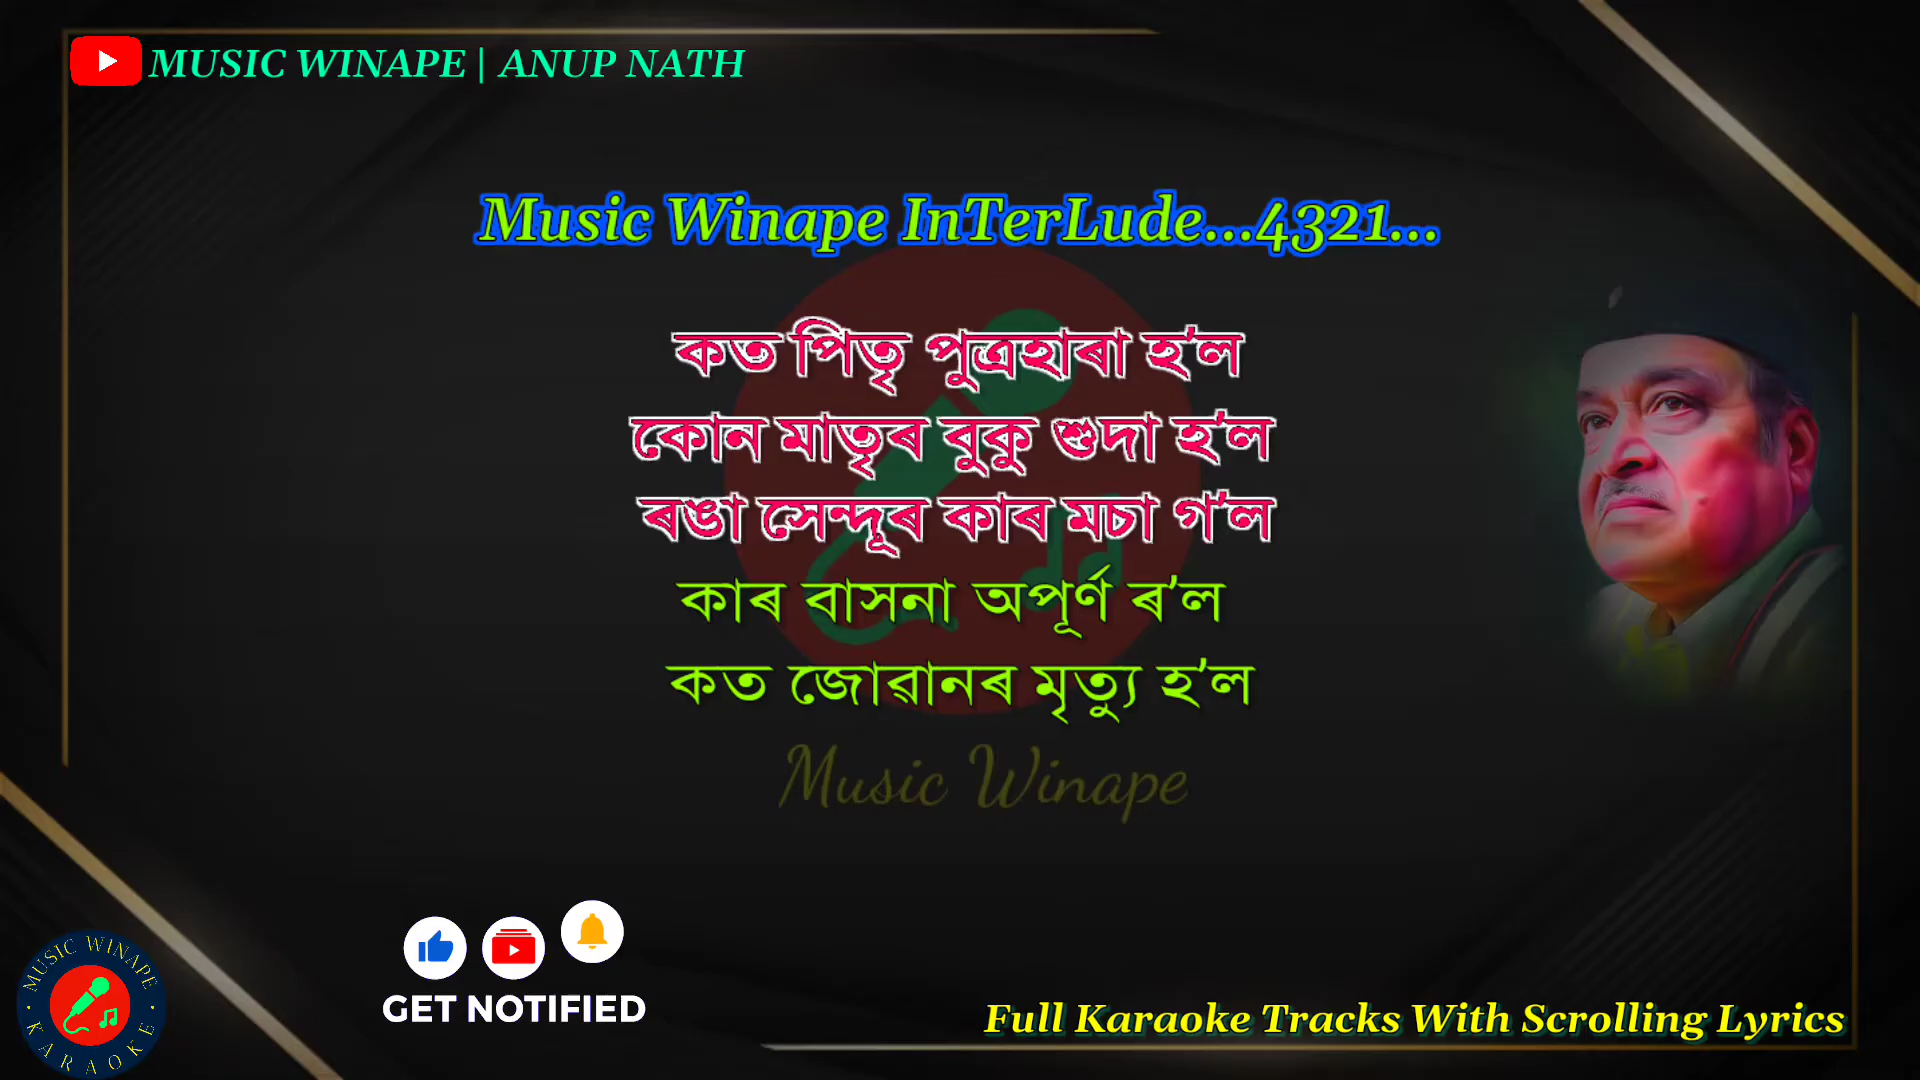 MUSIC WINAPE | ANUP NATH
Music Winape InTerLude...4321...
কত পিতৃ পুত্ৰহাৰা হ'ল
কোন মাতৃৰ বুকু শুদা হ'ল
ৰঙা সেন্দূৰ কাৰ মচা গ'ল
কাৰ বাসনা অপূৰ্ণ ৰ'ল
কত জোৱানৰ মৃত্যু হ'ল
Music Winape
GET NOTIFIED
MUSIC WINAPE
KARAOKE
Full Karaoke Tracks With Scrolling Lyrics